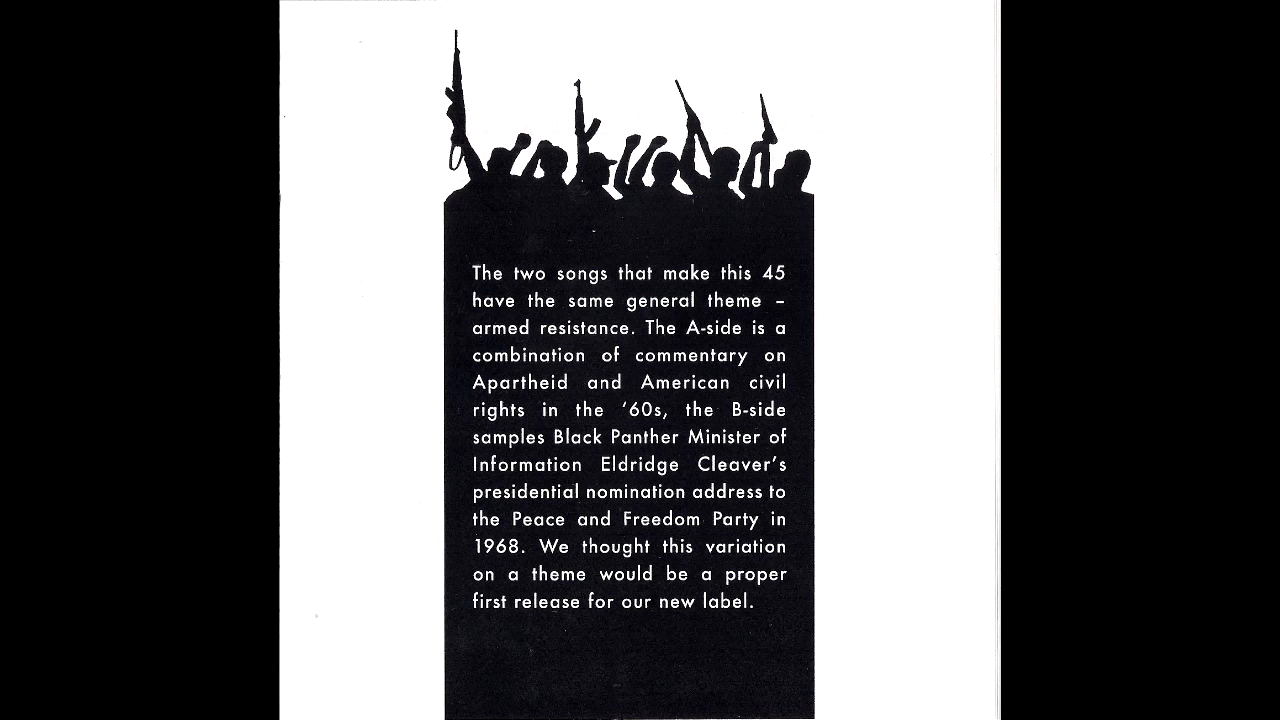 The two songs that make this 45
have the same general theme –
armed resistance. The A-side is a
combination of commentary on
Apartheid and American civil
rights in the ‘60s, the B-side
samples Black Panther Minister of
Information Eldridge Cleaver’s
presidential nomination address to
the Peace and Freedom Party in
1968. We thought this variation
on a theme would be a proper
first release for our new label.